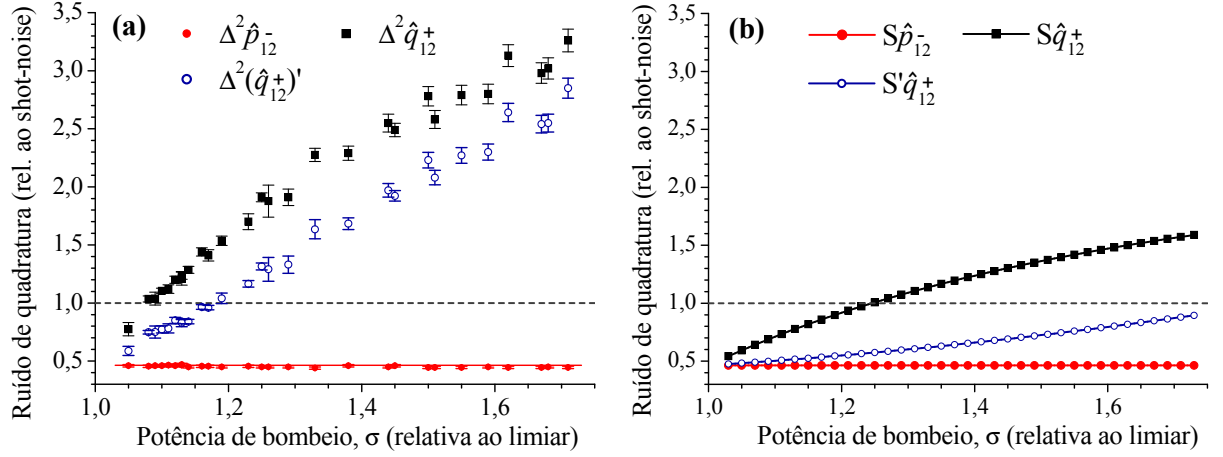 (a)
Δ²p̂₁₂⁻ Δ²q̂₁₂⁺
Δ²(q̂₁₂⁺)'
Ruído de quadratura (rel. ao shot-noise)
3,5
3,0
2,5
2,0
1,5
1,0
0,5
1,0 1,2 1,4 1,6
Potência de bombeio, σ (relativa ao limiar)
(b)
Sp̂₁₂⁻ Sq̂₁₂⁺
S'q̂₁₂⁺
Ruído de quadratura (rel. ao shot-noise)
3,5
3,0
2,5
2,0
1,5
1,0
0,5
1,0 1,2 1,4 1,6
Potência de bombeio, σ (relativa ao limiar)